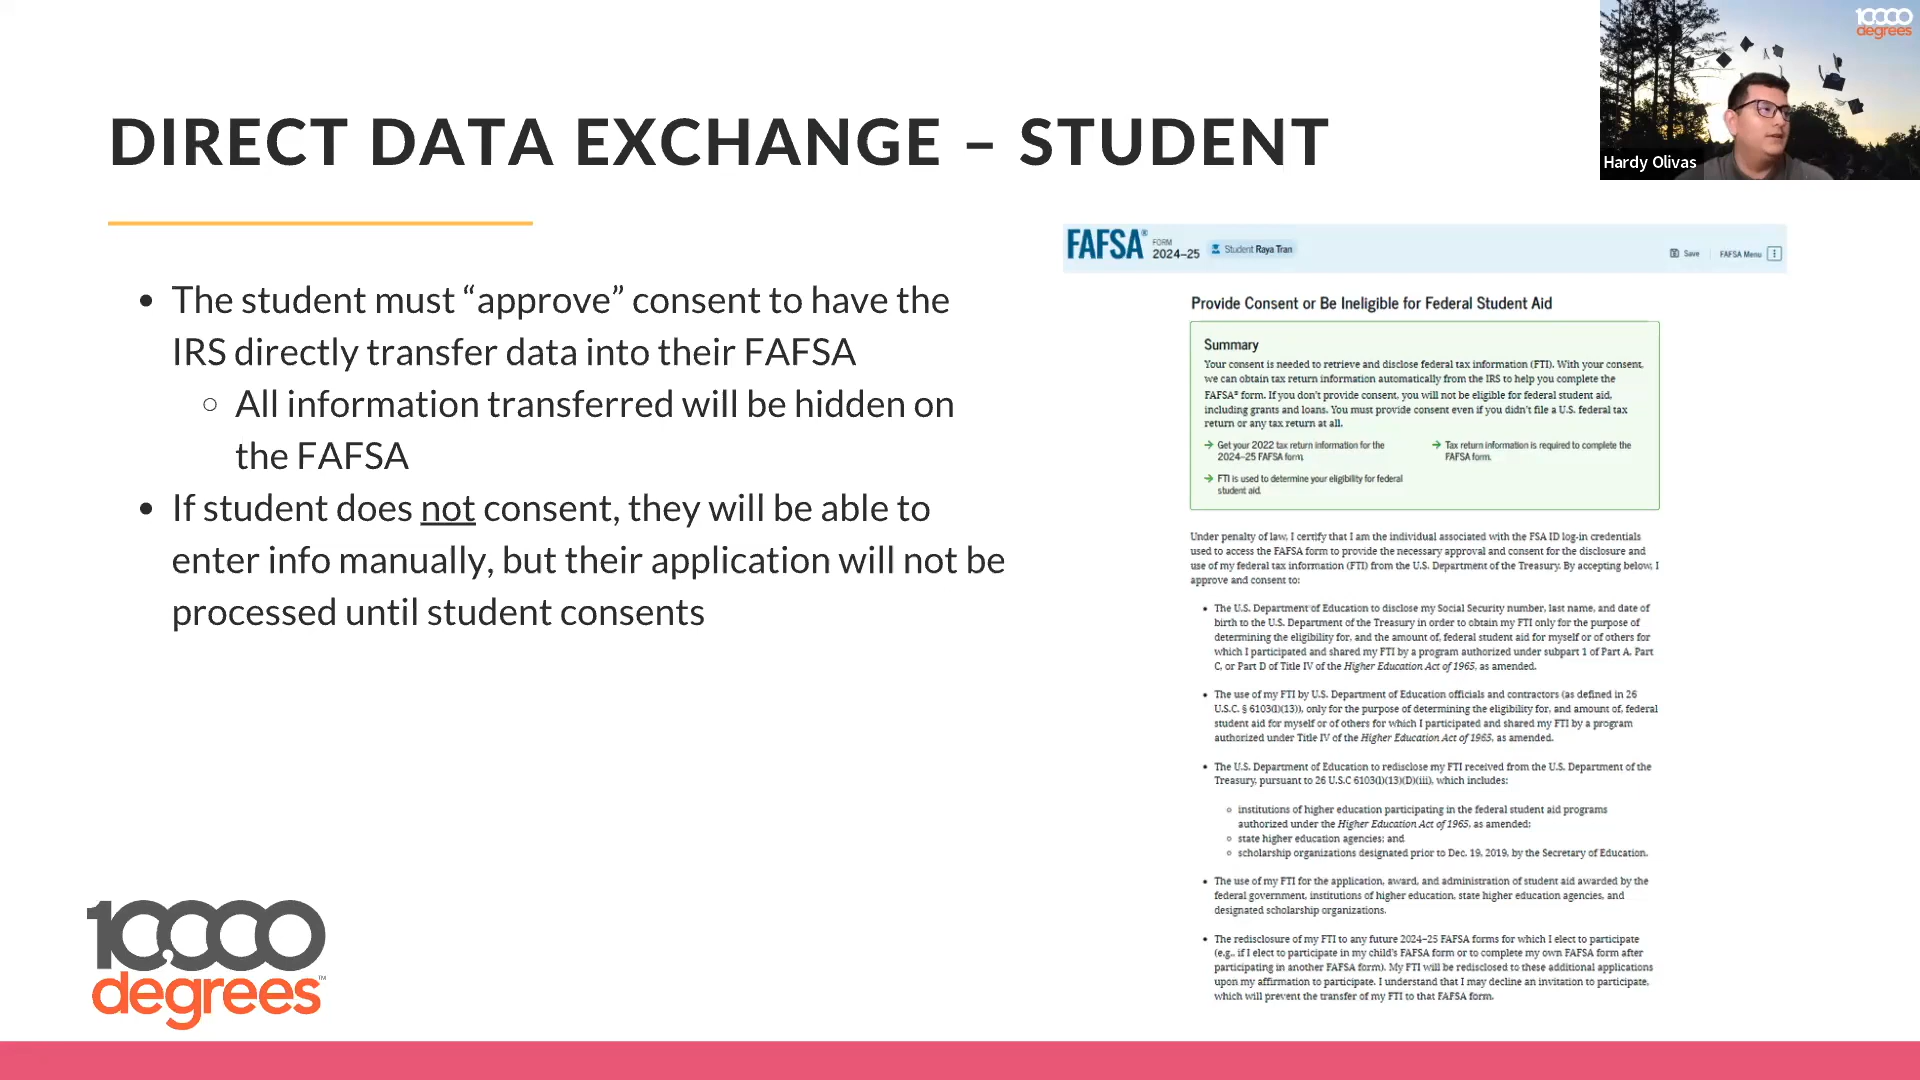 DIRECT DATA EXCHANGE – STUDENT
10,000
degrees
Hardy Olivas
• The student must “approve” consent to have the
IRS directly transfer data into their FAFSA
○ All information transferred will be hidden on
the FAFSA
• If student does not consent, they will be able to
enter info manually, but their application will not be
processed until student consents
FAFSA® FORM 2024–25 Student Raya Tran Save FAFSA Menu
Provide Consent or Be Ineligible for Federal Student Aid
Summary
Your consent is needed to retrieve and disclose federal tax information (FTI). With your consent,
we can obtain tax return information automatically from the IRS to help you complete the
FAFSA® form. If you don't provide consent, you will not be eligible for federal student aid,
including grants and loans. You must provide consent even if you didn't file a U.S. federal tax
return or any tax return at all.
→ Get your 2022 tax return information for the
2024–25 FAFSA form.
→ Tax return information is required to complete the
FAFSA form.
→ FTI is used to determine your eligibility for federal
student aid.
Under penalty of law, I certify that I am the individual associated with the FSA ID log-in credentials
used to access the FAFSA form to provide the necessary approval and consent for the disclosure and
use of my federal tax information (FTI) from the U.S. Department of the Treasury. By accepting below, I
approve and consent to:
• The U.S. Department of Education to disclose my Social Security number, last name, and date of
birth to the U.S. Department of the Treasury in order to obtain my FTI only for the purpose of
determining the eligibility for, and the amount of, federal student aid for myself or of others for
which I participated and shared my FTI by a program authorized under subpart 1 of Part A, Part
C, or Part D of Title IV of the Higher Education Act of 1965, as amended.
• The use of my FTI by U.S. Department of Education officials and contractors (as defined in 26
U.S.C. § 6103(l)(13)), only for the purpose of determining the eligibility for, and amount of, federal
student aid for myself or of others for which I participated and shared my FTI by a program
authorized under Title IV of the Higher Education Act of 1965, as amended.
• The U.S. Department of Education to redisclose my FTI received from the U.S. Department of the
Treasury, pursuant to 26 U.S.C 6103(l)(13)(D)(iii), which includes:
○ institutions of higher education participating in the federal student aid programs
authorized under the Higher Education Act of 1965, as amended;
○ state higher education agencies; and
○ scholarship organizations designated prior to Dec. 19, 2019, by the Secretary of Education.
• The use of my FTI for the application, award, and administration of student aid awarded by the
federal government, institutions of higher education, state higher education agencies, and
designated scholarship organizations.
• The redisclosure of my FTI to any future 2024–25 FAFSA forms for which I elect to participate
(e.g., if I elect to participate in my child's FAFSA form or to complete my own FAFSA form after
participating in another FAFSA form). My FTI will be redisclosed to these additional applications
upon my affirmation to participate. I understand that I may decline an invitation to participate,
which will prevent the transfer of my FTI to that FAFSA form.
10,000
degrees™